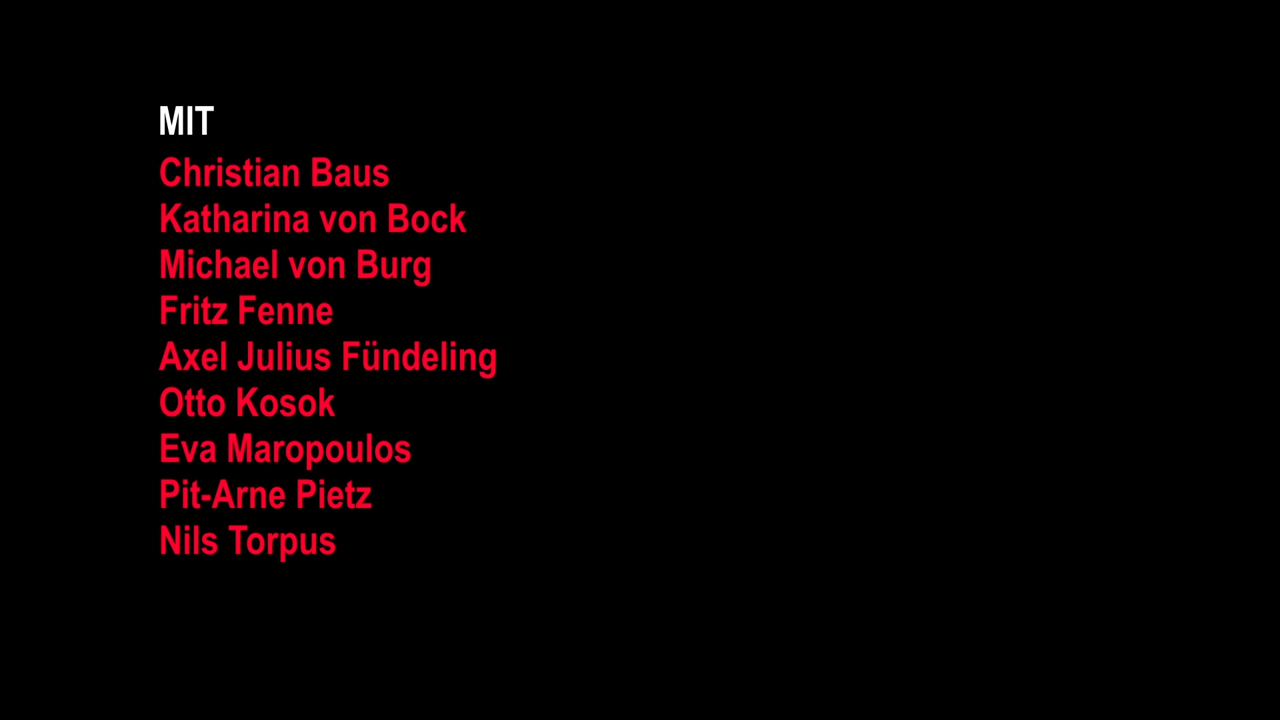 MIT
Christian Baus
Katharina von Bock
Michael von Burg
Fritz Fenne
Axel Julius Fündeling
Otto Kosok
Eva Maropoulos
Pit-Arne Pietz
Nils Torpus